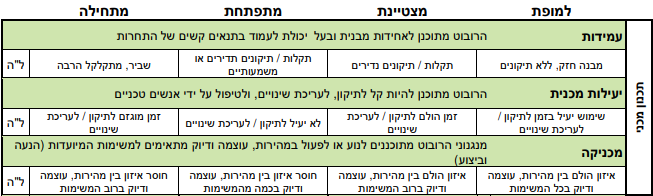 למופת מצטיינת מתפתחת מתחילה
תכנון מכני
עמידות הרובוט מתוכנן לאחידות מבנית ובעל יכולת לעמוד בתנאים קשים של התחרות
מבנה חזק, ללא תיקונים
תקלות / תיקונים נדירים
תקלות / תיקונים תדירים או
משמעותיים
שביר, מתקלקל הרבה
ל"ה
יעילות מכנית הרובוט מתוכנן להיות קל לתיקון, לעריכת שינויים, ולטיפול על ידי אנשים טכניים
שימוש יעיל בזמן לתיקון /
לעריכת שינויים
זמן הולם לתיקון / לעריכת
שינויים
לא יעיל לתיקון / לעריכת שינויים
זמן מוגזם לתיקון / לעריכת
שינויים
ל"ה
מכניקה מנגנוני הרובוט מתוכננים לנוע או לפעול במהירות, עוצמה ודיוק מתאימים למשימות המיועדות (הנעה
וביצוע)
איזון הולם בין מהירות, עוצמה
ודיוק בכל המשימות
איזון הולם בין מהירות, עוצמה
ודיוק ברוב המשימות
חוסר איזון בין מהירות, עוצמה
ודיוק בכמה מהמשימות
חוסר איזון בין מהירות, עוצמה
ודיוק ברוב המשימות
ל"ה